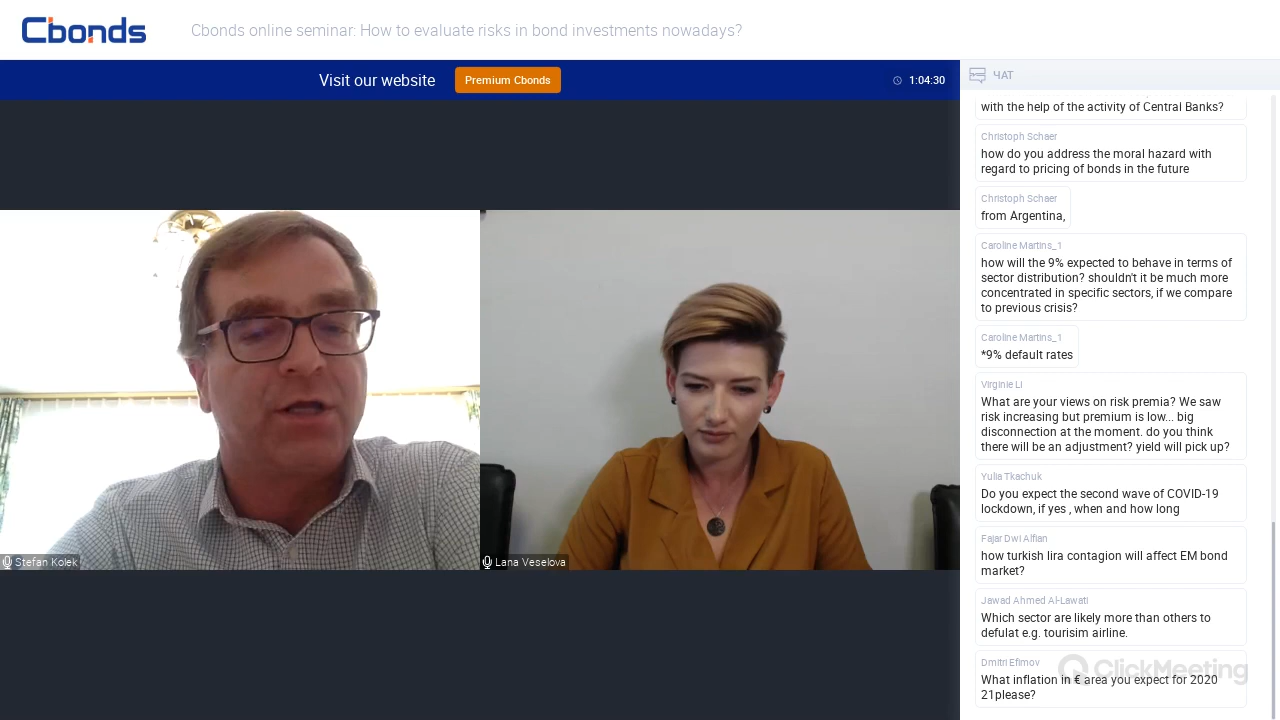 Cbonds
Cbonds online seminar: How to evaluate risks in bond investments nowadays?
Visit our website
Premium Cbonds
1:04:30
ЧАТ
with the help of the activity of Central Banks?
Christoph Schaer
how do you address the moral hazard with
regard to pricing of bonds in the future
Christoph Schaer
from Argentina,
Caroline Martins_1
how will the 9% expected to behave in terms of
sector distribution? shouldn't it be much more
concentrated in specific sectors, if we compare
to previous crisis?
Caroline Martins_1
*9% default rates
Virginie Li
What are your views on risk premia? We saw
risk increasing but premium is low... big
disconnection at the moment. do you think
there will be an adjustment? yield will pick up?
Yulia Tkachuk
Do you expect the second wave of COVID-19
lockdown, if yes , when and how long
Fajar Dwi Alfian
how turkish lira contagion will affect EM bond
market?
Jawad Ahmed Al-Lawati
Which sector are likely more than others to
defulat e.g. tourisim airline.
Dmitri Efimov
What inflation in € area you expect for 2020
21please?
ClickMeeting
Stefan Kolek
Lana Veselova